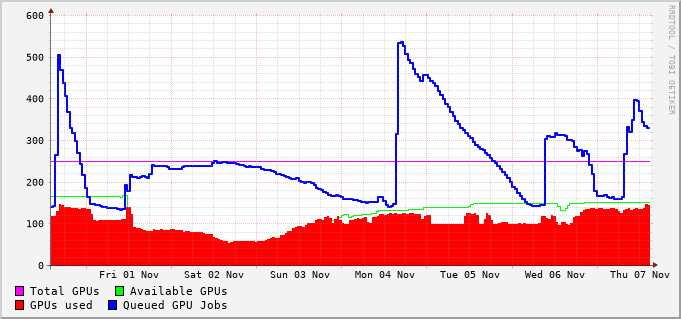 600
500
400
300
200
100
0
Fri 01 Nov Sat 02 Nov Sun 03 Nov Mon 04 Nov Tue 05 Nov Wed 06 Nov Thu 07 Nov
Total GPUs Available GPUs
GPUs used Queued GPU Jobs
RRDTOOL / TOBI OETIKER